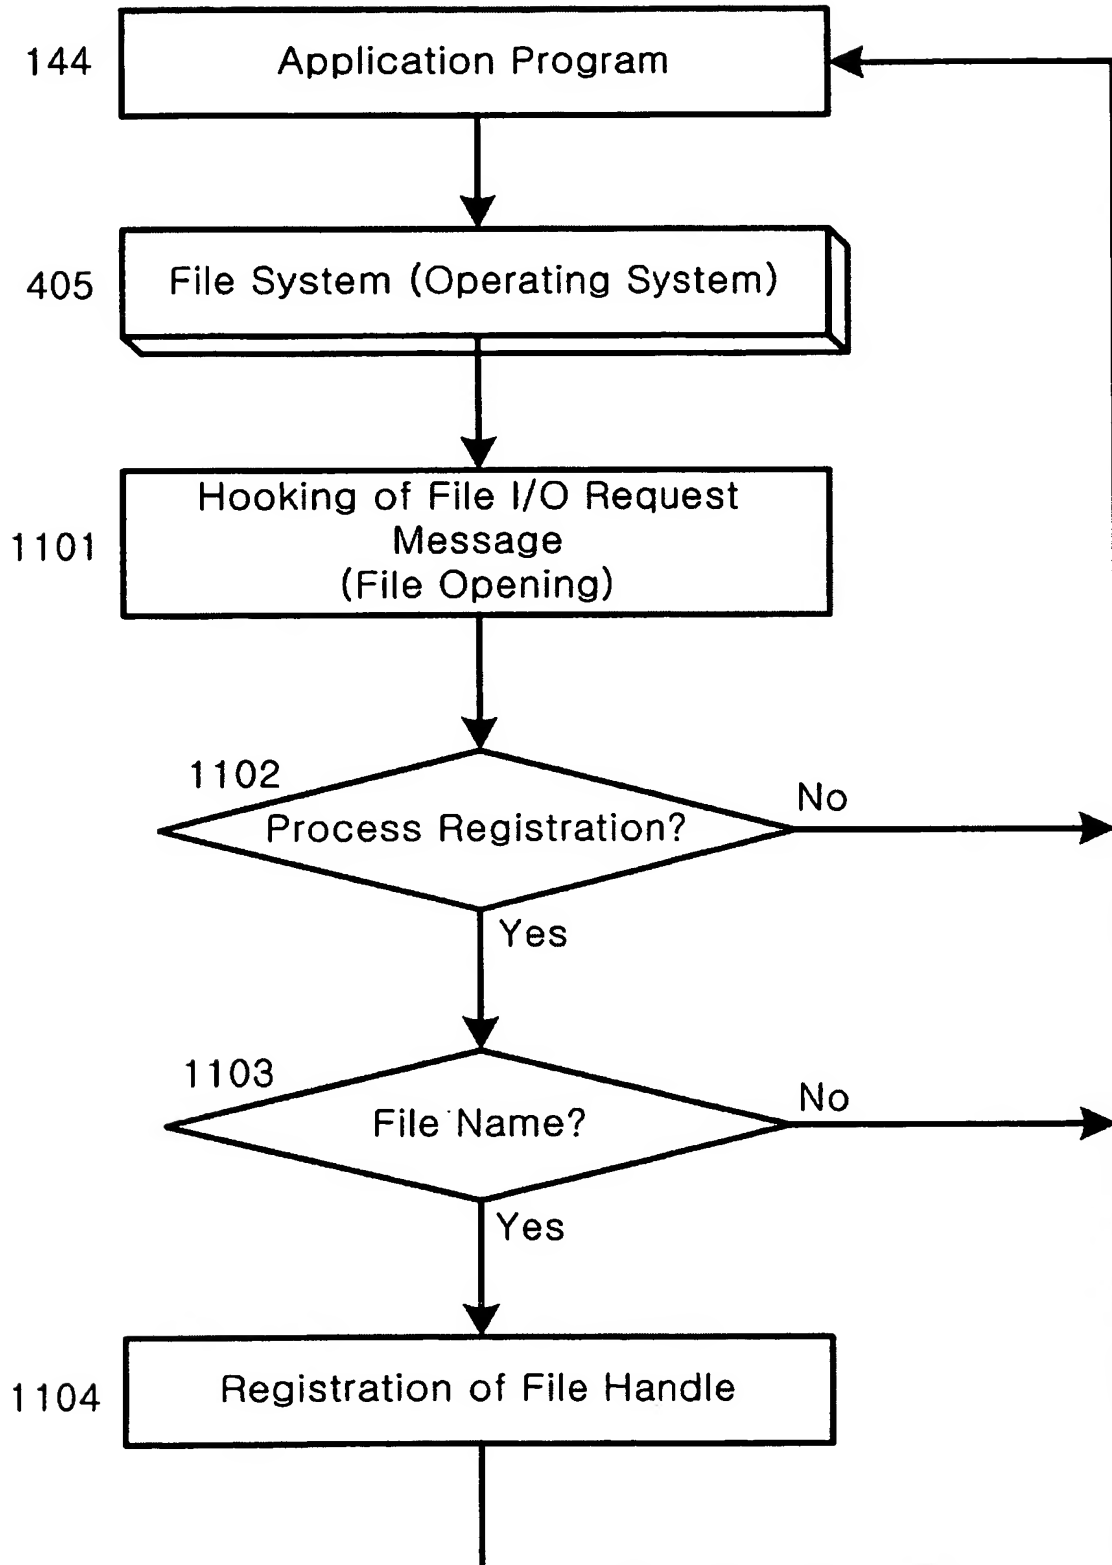 144
Application Program
405
File System (Operating System)
1101
Hooking of File I/O Request
Message
(File Opening)
1102
Process Registration?
No
Yes
1103
File Name?
No
Yes
1104
Registration of File Handle